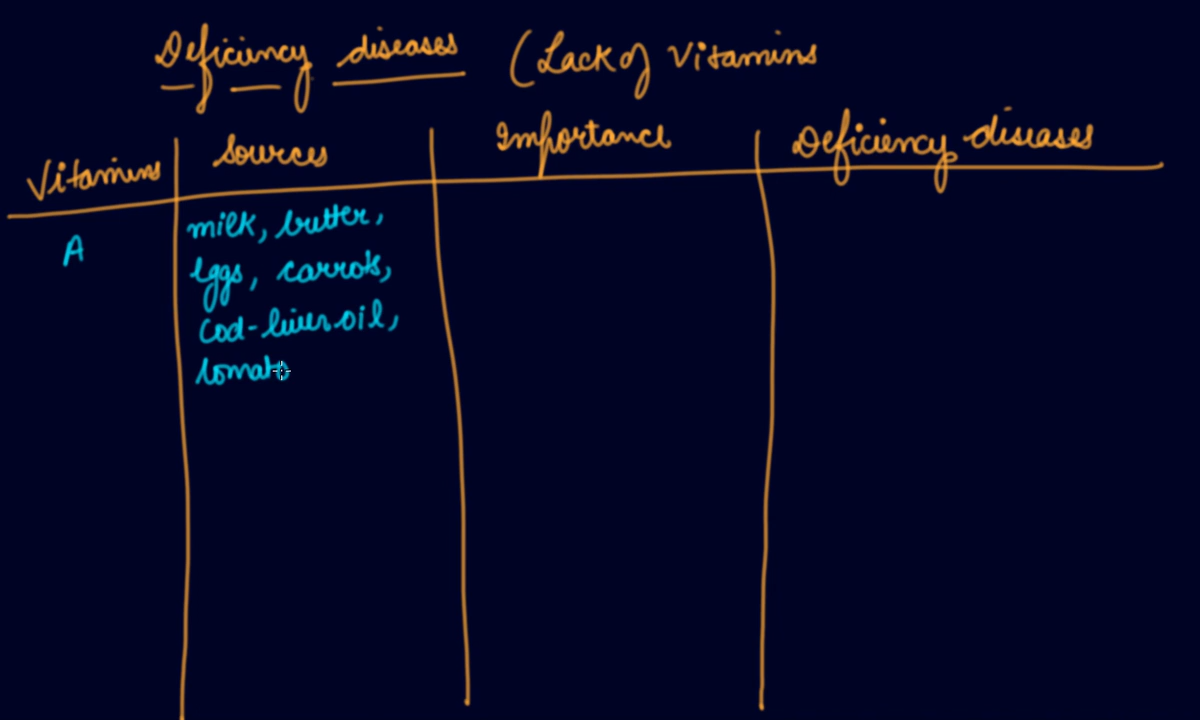 Deficiency diseases (Lack of Vitamins
Vitamins Sources Importance Deficiency diseases
A milk, butter,
eggs, carrots,
cod-liver oil,
tomato